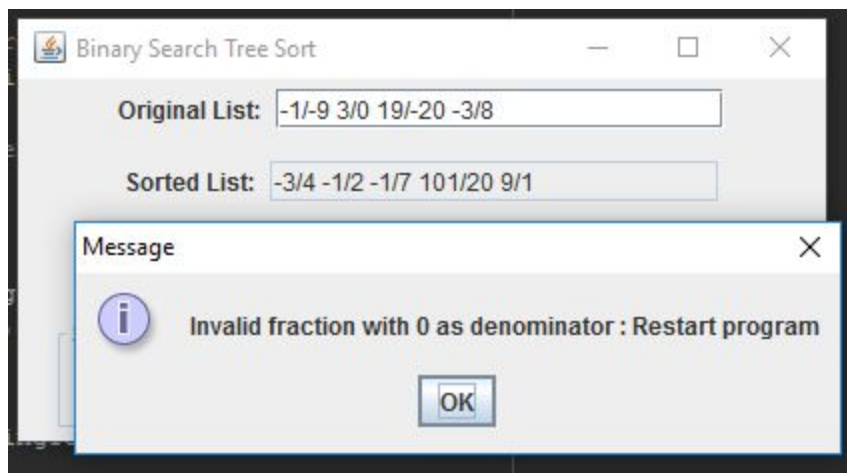 Binary Search Tree Sort
Original List: -1/-9 3/0 19/-20 -3/8
Sorted List: -3/4 -1/2 -1/7 101/20 9/1
Message
Invalid fraction with 0 as denominator : Restart program
OK